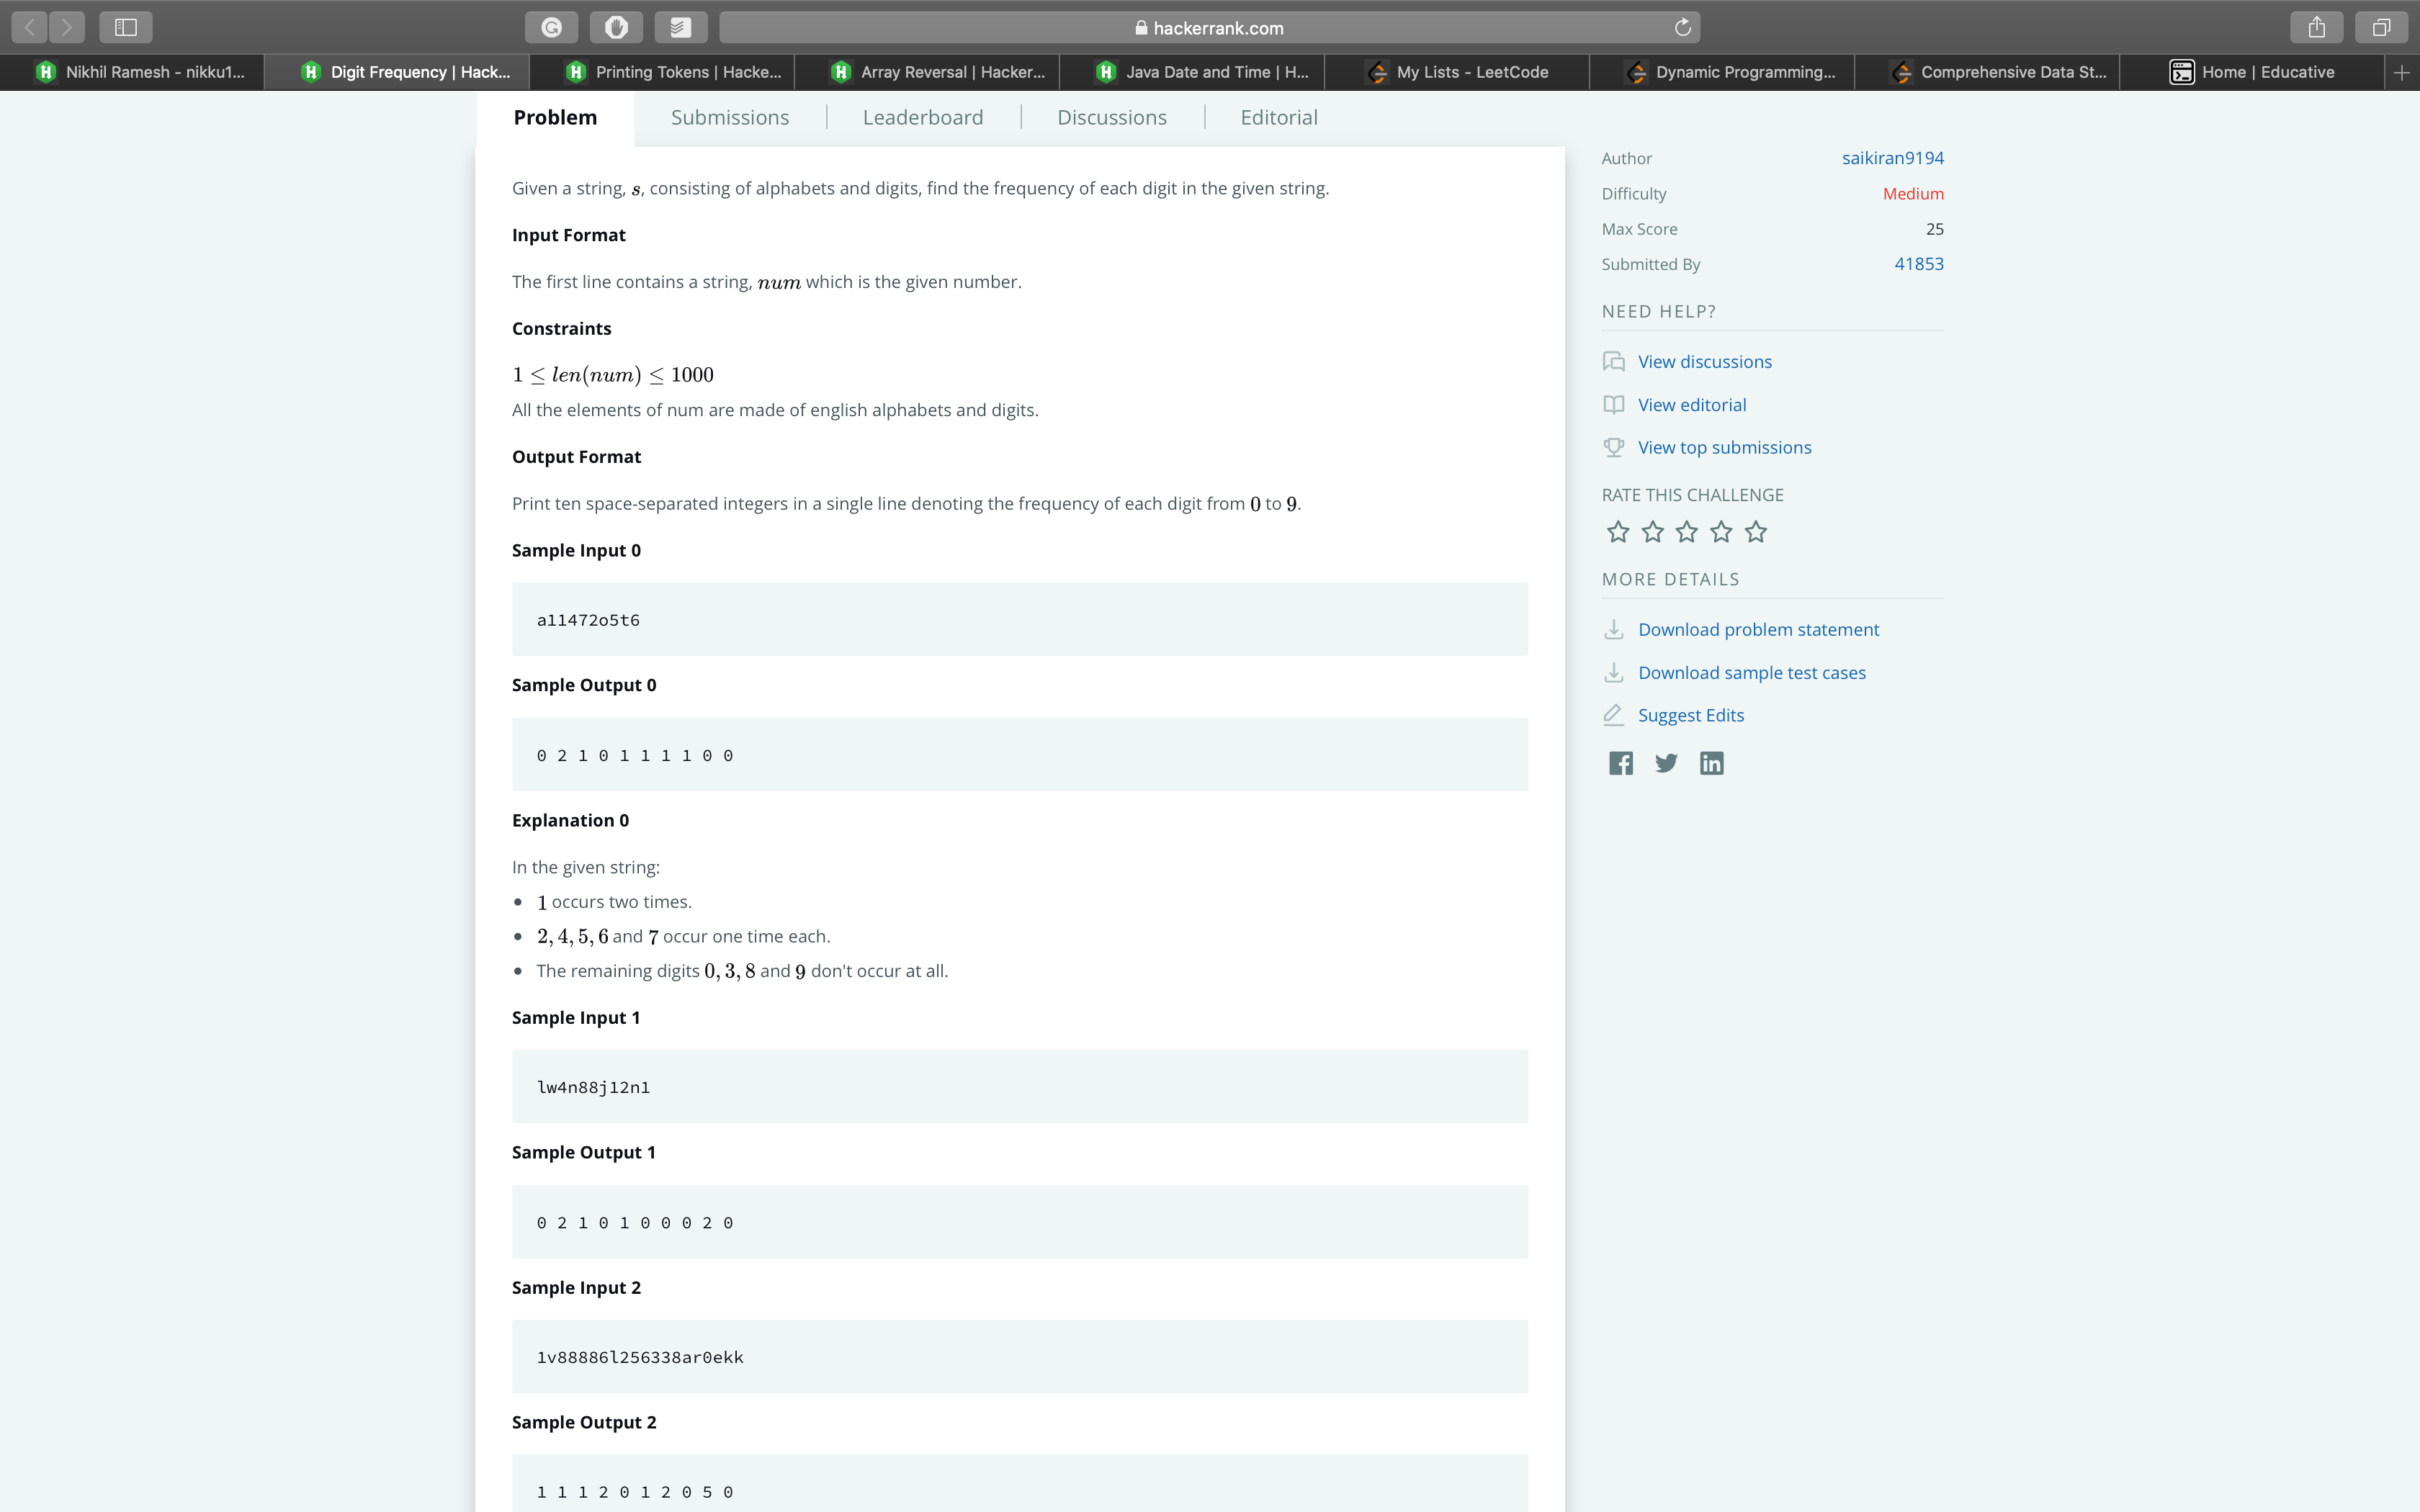 hackerrank.com
Nikhil Ramesh - nikku1...
Digit Frequency | Hack...
Printing Tokens | Hacke...
Array Reversal | Hacker...
Java Date and Time | H...
My Lists - LeetCode
Dynamic Programming...
Comprehensive Data St...
Home | Educative
Problem
Submissions
Leaderboard
Discussions
Editorial
Given a string, s, consisting of alphabets and digits, find the frequency of each digit in the given string.
Input Format
The first line contains a string, num which is the given number.
Constraints
1 ≤ len(num) ≤ 1000
All the elements of num are made of english alphabets and digits.
Output Format
Print ten space-separated integers in a single line denoting the frequency of each digit from 0 to 9.
Sample Input 0
a11472o5t6
Sample Output 0
0 2 1 0 1 1 1 1 0 0
Explanation 0
In the given string:
• 1 occurs two times.
• 2, 4, 5, 6 and 7 occur one time each.
• The remaining digits 0, 3, 8 and 9 don't occur at all.
Sample Input 1
lw4n88j12n1
Sample Output 1
0 2 1 0 1 0 0 0 2 0
Sample Input 2
1v88886l256338ar0ekk
Sample Output 2
1 1 1 2 0 1 2 0 5 0
Author saikiran9194
Difficulty Medium
Max Score 25
Submitted By 41853
NEED HELP?
View discussions
View editorial
View top submissions
RATE THIS CHALLENGE
MORE DETAILS
Download problem statement
Download sample test cases
Suggest Edits